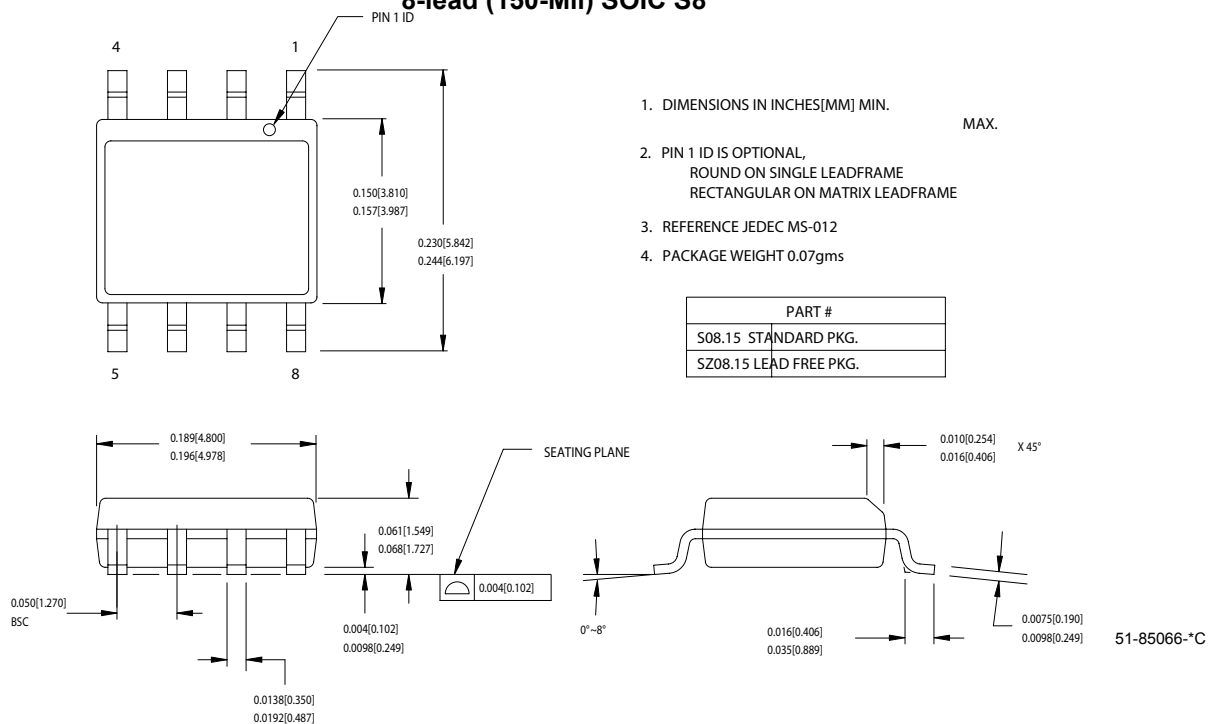 8-lead (150-Mil) SOIC S8
PIN 1 ID
4
1
0.150[3.810]
0.157[3.987]
0.230[5.842]
0.244[6.197]
5
8
1. DIMENSIONS IN INCHES[MM] MIN.
MAX.
2. PIN 1 ID IS OPTIONAL,
ROUND ON SINGLE LEADFRAME
RECTANGULAR ON MATRIX LEADFRAME
3. REFERENCE JEDEC MS-012
4. PACKAGE WEIGHT 0.07gms
PART #
S08.15 STANDARD PKG.
SZ08.15 LEAD FREE PKG.
0.189[4.800]
0.196[4.978]
SEATING PLANE
0.010[0.254]
0.016[0.406]
X 45°
0.061[1.549]
0.068[1.727]
0.004[0.102]
0.050[1.270]
BSC
0.004[0.102]
0.0098[0.249]
0°~8°
0.016[0.406]
0.035[0.889]
0.0075[0.190]
0.0098[0.249]
51-85066-*C
0.0138[0.350]
0.0192[0.487]